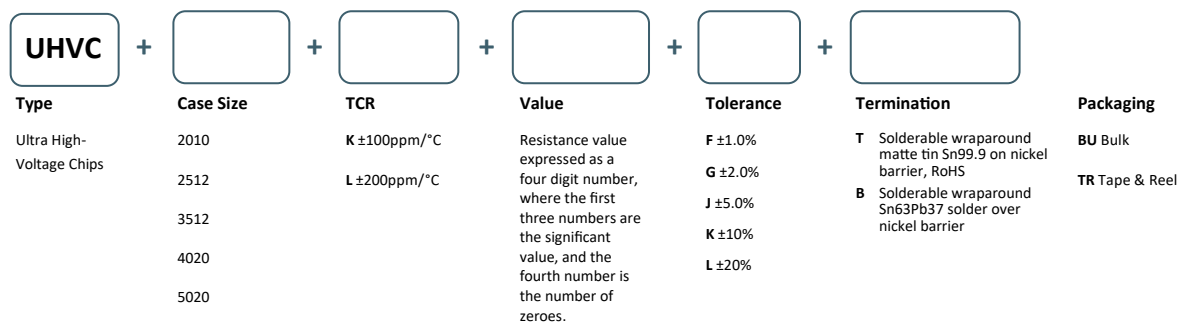 UHVC + + + + +
Type
Ultra High-
Voltage Chips
Case Size
2010
2512
3512
4020
5020
TCR
K ±100ppm/°C
L ±200ppm/°C
Value
Resistance value
expressed as a
four digit number,
where the first
three numbers are
the significant
value, and the
fourth number is
the number of
zeroes.
Tolerance
F ±1.0%
G ±2.0%
J ±5.0%
K ±10%
L ±20%
Termination
T Solderable wraparound
matte tin Sn99.9 on nickel
barrier, RoHS
B Solderable wraparound
Sn63Pb37 solder over
nickel barrier
Packaging
BU Bulk
TR Tape & Reel